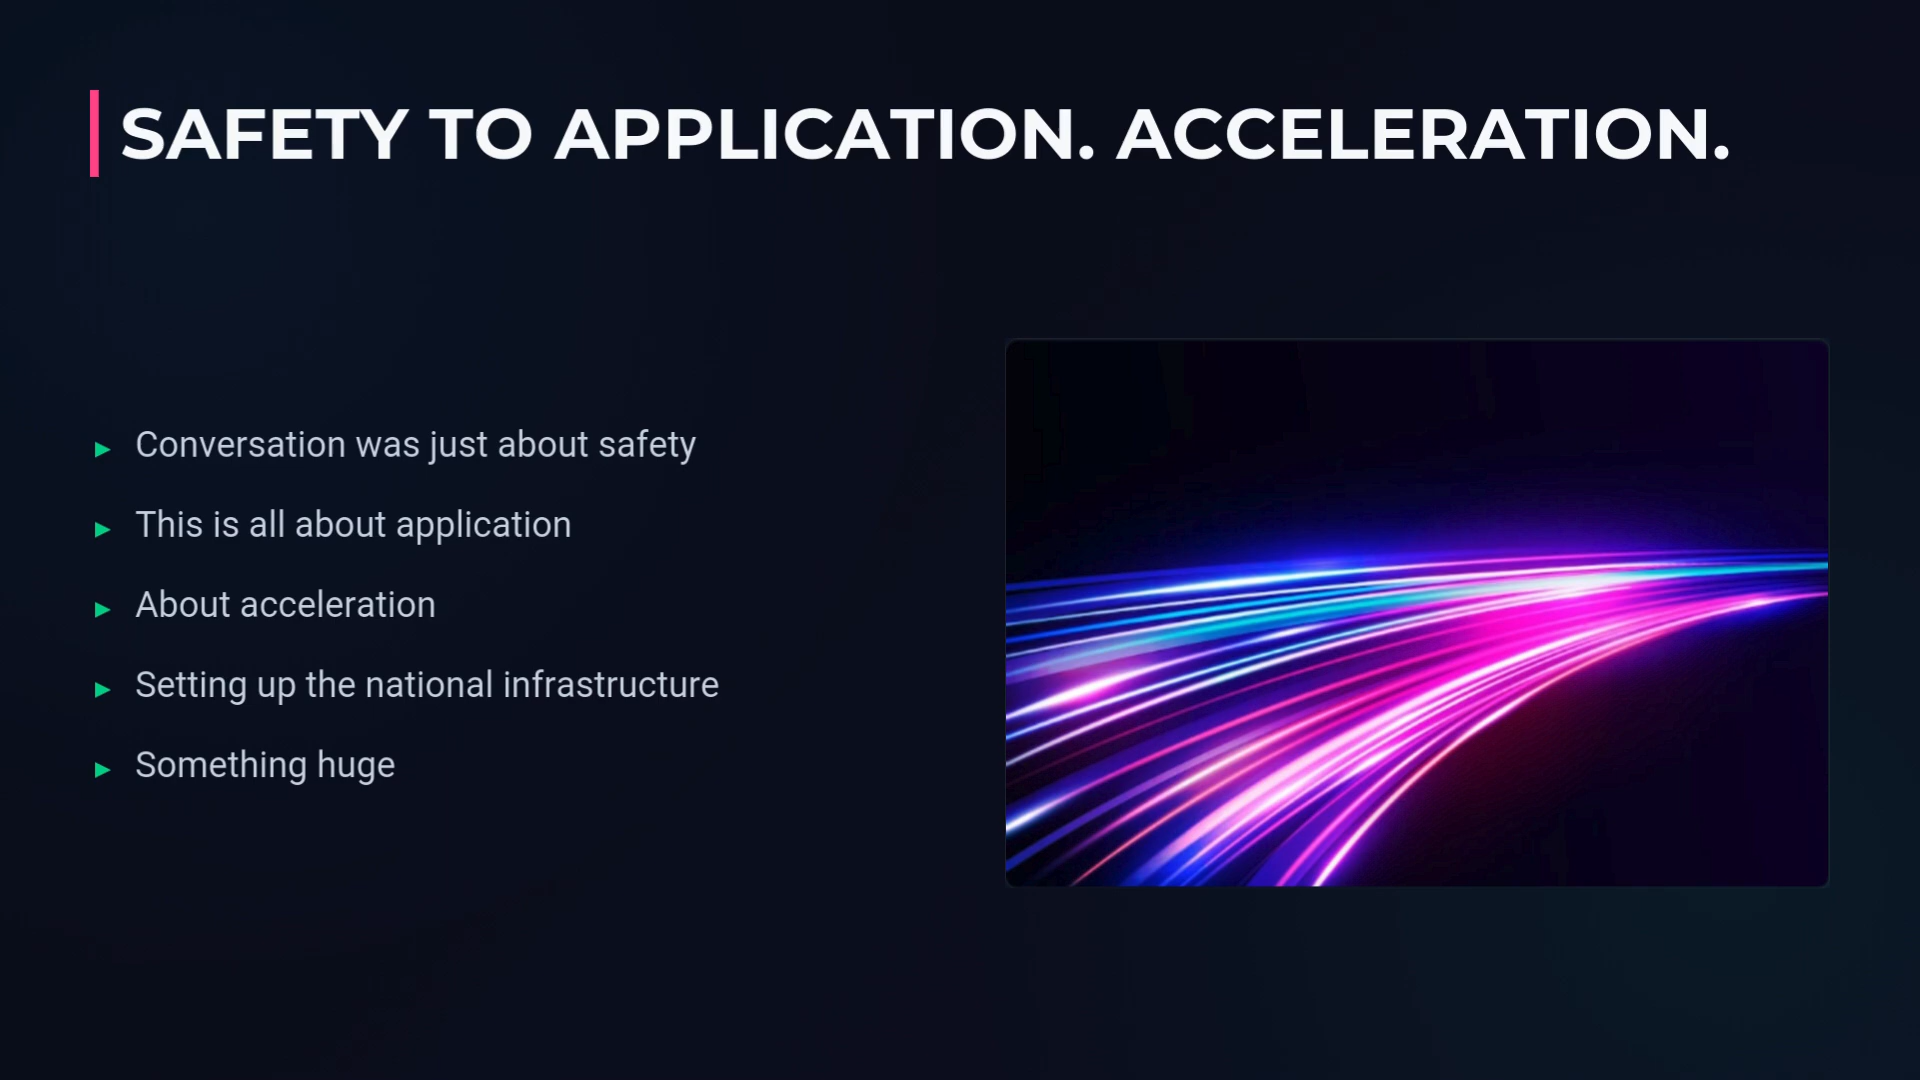 SAFETY TO APPLICATION. ACCELERATION.
Conversation was just about safety
This is all about application
About acceleration
Setting up the national infrastructure
Something huge